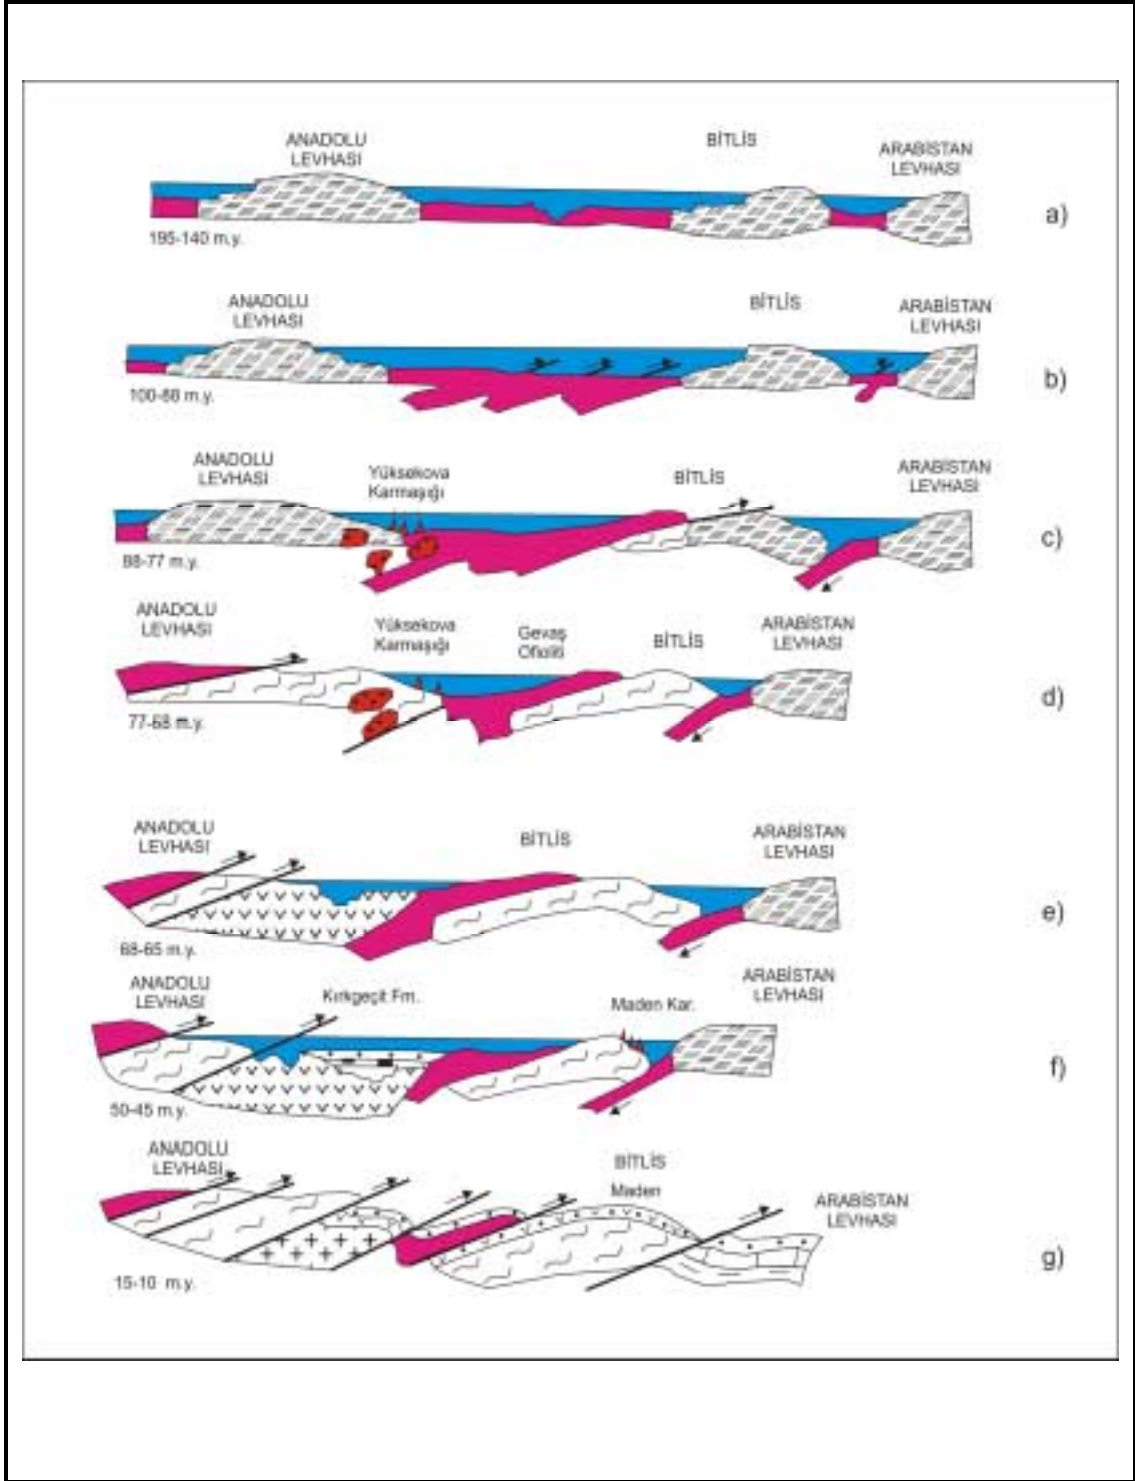 ANADOLU
LEVHASI
BİTLİS
ARABİSTAN
LEVHASI
a)
195-140 m.y.
ANADOLU
LEVHASI
BİTLİS
ARABİSTAN
LEVHASI
b)
100-88 m.y.
ANADOLU
LEVHASI
Yüksekova
Karmaşığı
BİTLİS
ARABİSTAN
LEVHASI
c)
88-77 m.y.
ANADOLU
LEVHASI
Yüksekova
Karmaşığı
Gevaş
Ofioliti
BİTLİS
ARABİSTAN
LEVHASI
d)
77-68 m.y.
ANADOLU
LEVHASI
BİTLİS
ARABİSTAN
LEVHASI
e)
68-65 m.y.
ANADOLU
LEVHASI
Kırkgeçit Fm.
Maden Kar.
ARABİSTAN
LEVHASI
f)
50-45 m.y.
ANADOLU
LEVHASI
BİTLİS
Maden
ARABİSTAN
LEVHASI
g)
15-10 m.y.